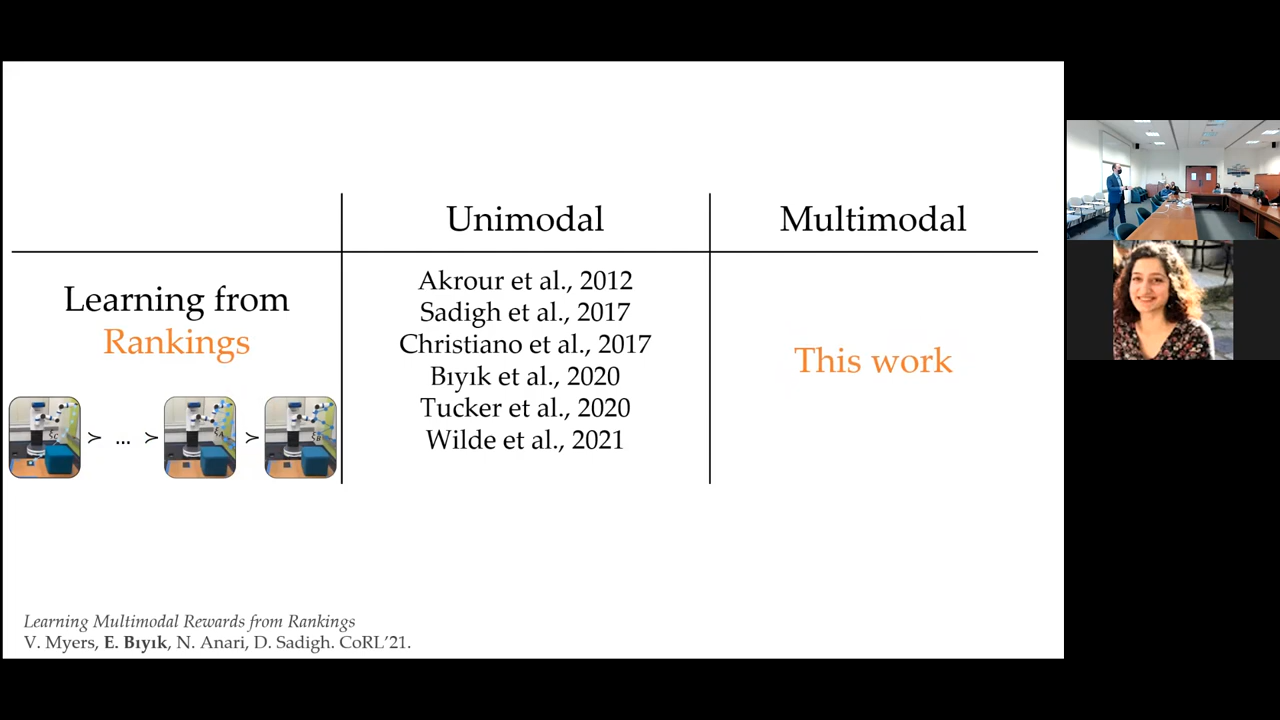 Unimodal
Multimodal
Learning from
Rankings
Akrour et al., 2012
Sadigh et al., 2017
Christiano et al., 2017
Bıyık et al., 2020
Tucker et al., 2020
Wilde et al., 2021
This work
≻ ... ≻ ≻
ξA
ξB
Learning Multimodal Rewards from Rankings
V. Myers, E. Bıyık, N. Anari, D. Sadigh. CoRL'21.